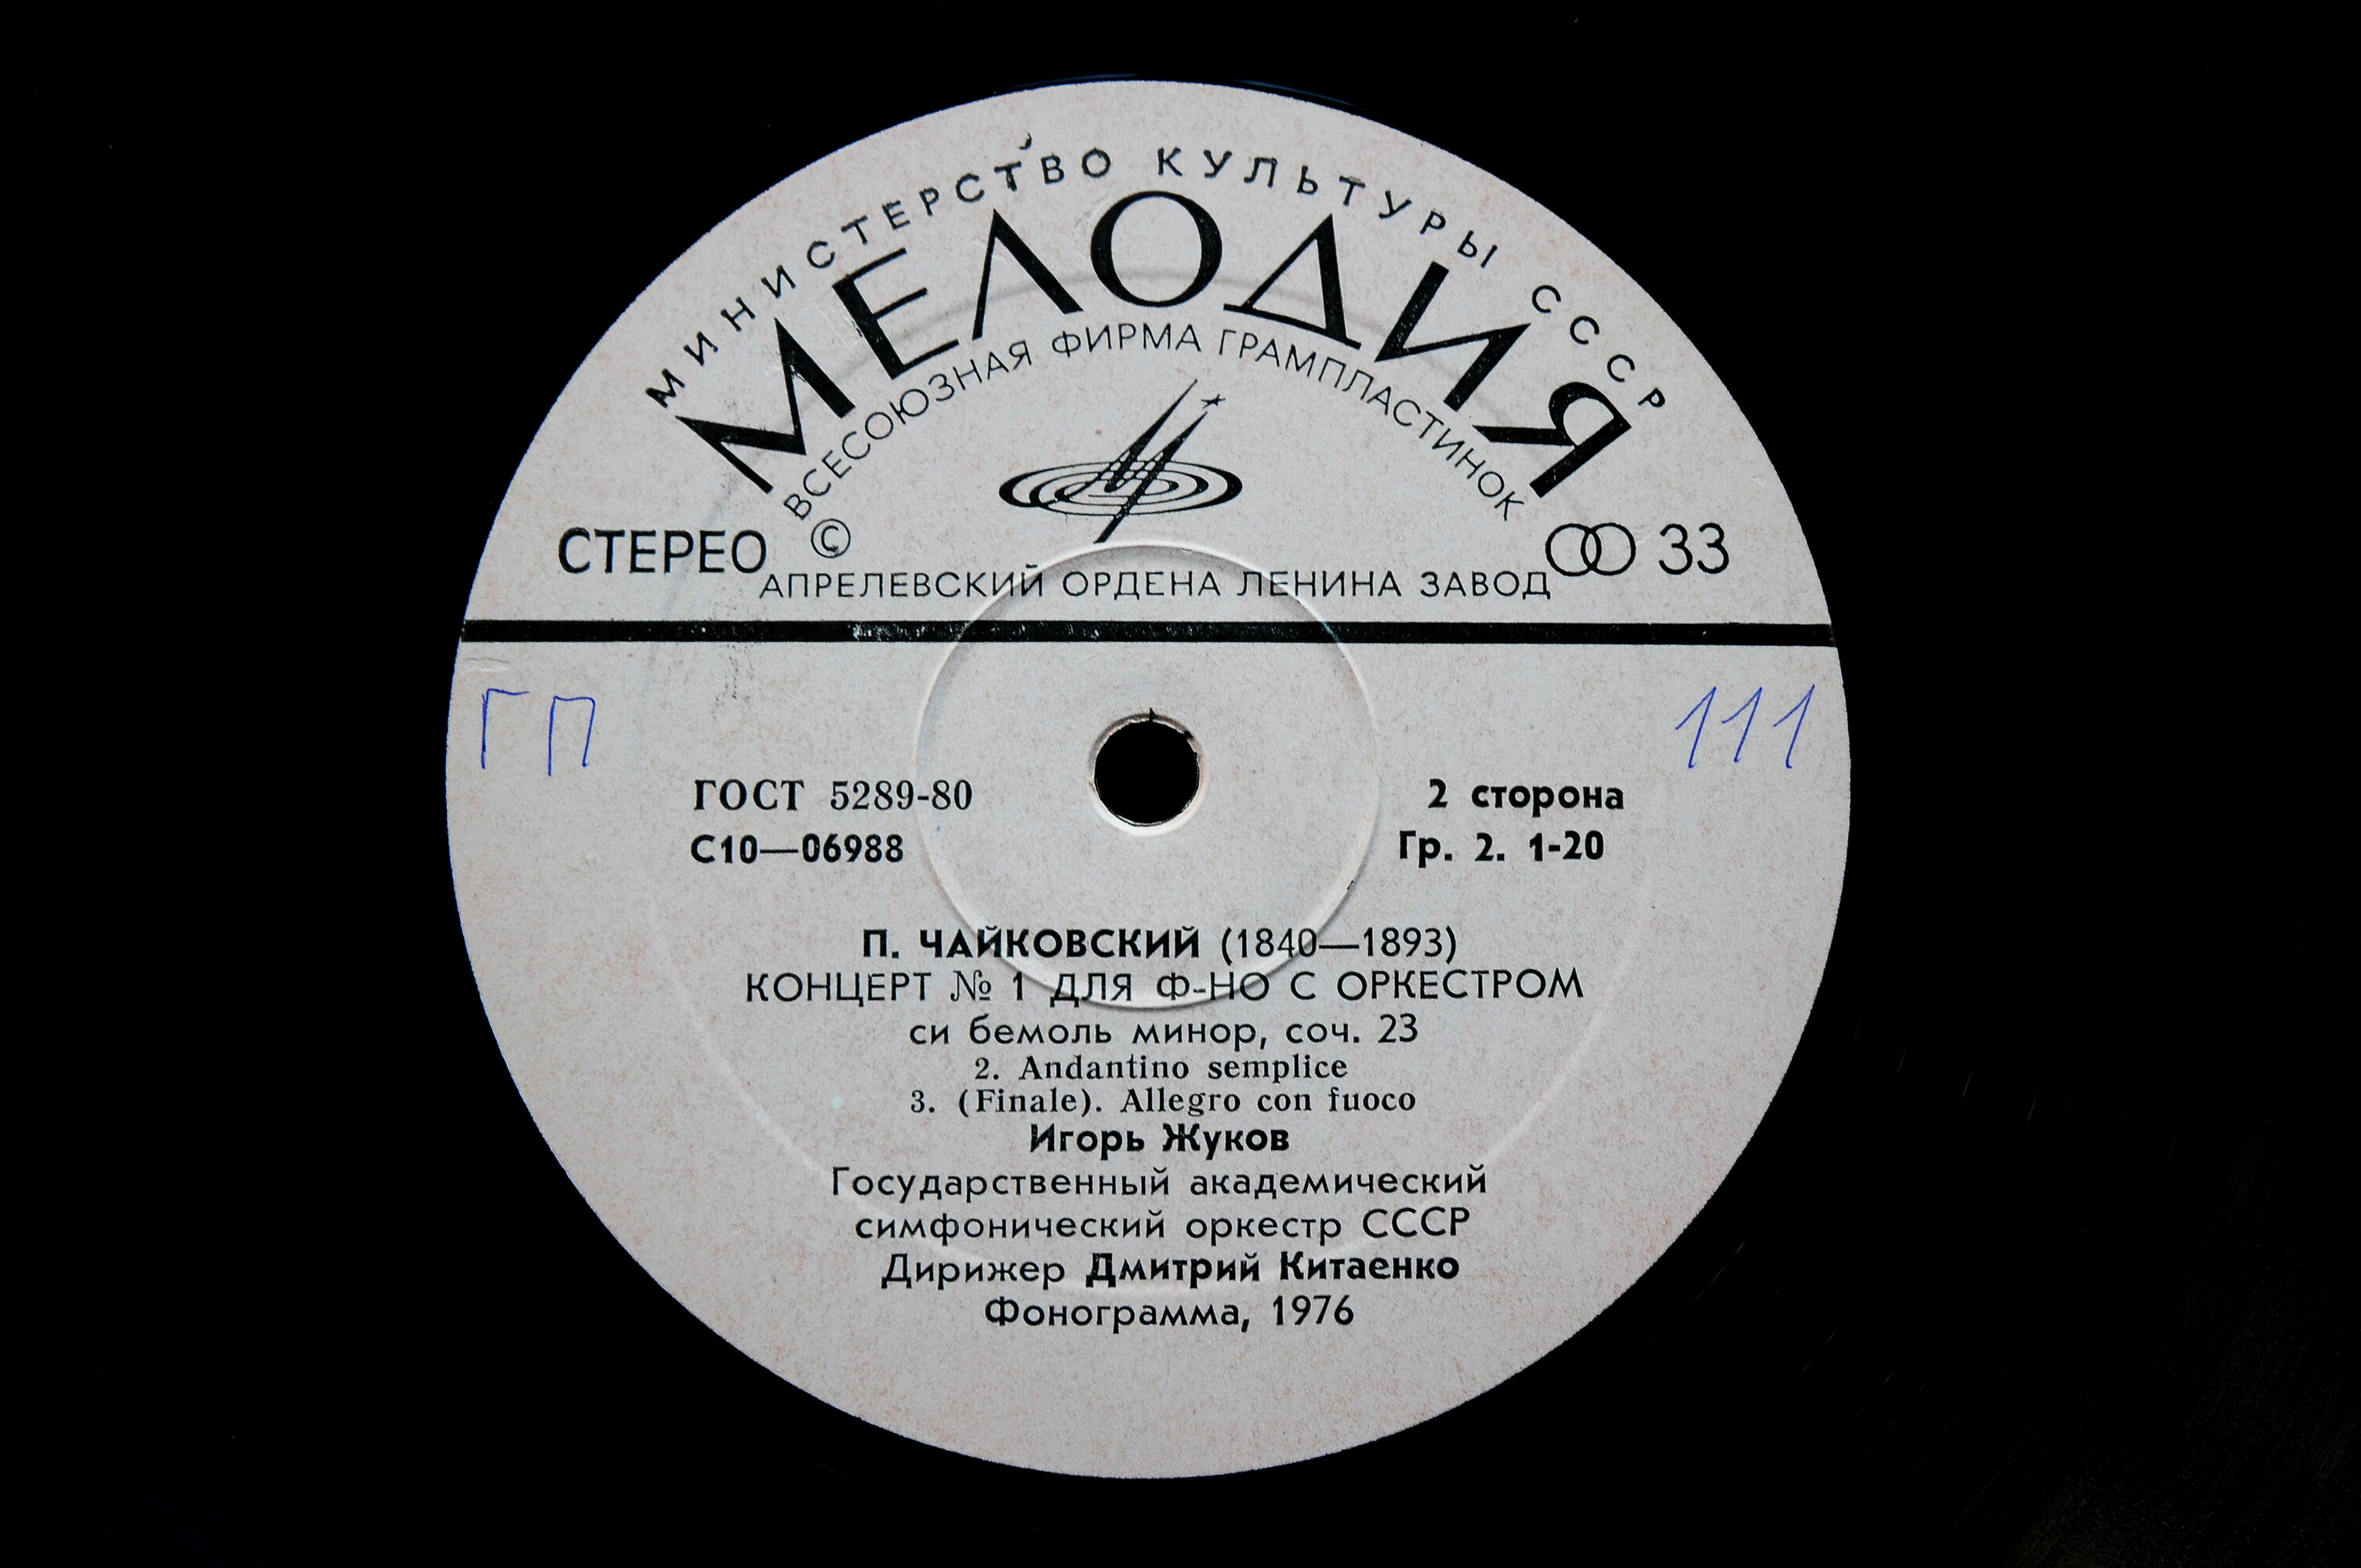 МИНИСТЕРСТВО КУЛЬТУРЫ СССР
МЕЛОДИЯ
ВСЕСОЮЗНАЯ ФИРМА ГРАМПЛАСТИНОК
СТЕРЕО © 33
АПРЕЛЕВСКИЙ ОРДЕНА ЛЕНИНА ЗАВОД
ГП 111
ГОСТ 5289-80 2 сторона
С10—06988 Гр. 2. 1-20
П. ЧАЙКОВСКИЙ (1840—1893)
КОНЦЕРТ № 1 ДЛЯ Ф-НО С ОРКЕСТРОМ
си бемоль минор, соч. 23
2. Andantino semplice
3. (Finale). Allegro con fuoco
Игорь Жуков
Государственный академический
симфонический оркестр СССР
Дирижер Дмитрий Китаенко
Фонограмма, 1976